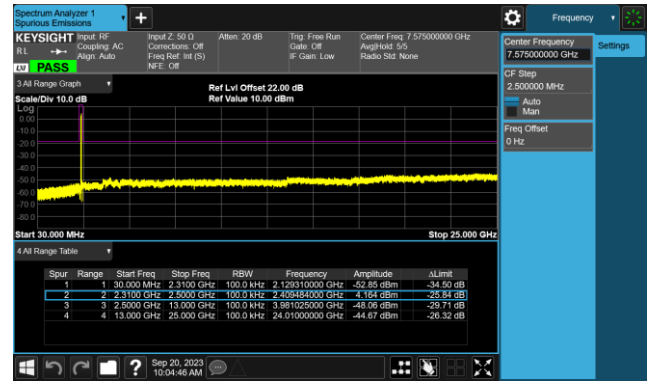 Spectrum Analyzer 1
Spurious Emissions
+
Frequency
KEYSIGHT
RL
Input: RF
Coupling: AC
Align: Auto
Input Z: 50 Ω
Corrections: Off
Freq Ref: Int (S)
NFE: Off
Atten: 20 dB
Trig: Free Run
Gate: Off
IF Gain: Low
Center Freq: 7.575000000 GHz
Avg|Hold: 5/5
Radio Std: None
LXI
PASS
3 All Range Graph
Scale/Div 10.0 dB
Ref Lvl Offset 22.00 dB
Ref Value 10.00 dBm
Log
0.00
-10.0
-20.0
-30.0
-40.0
-50.0
-60.0
-70.0
-80.0
Start 30.000 MHz
Stop 25.000 GHz
4 All Range Table
Spur Range Start Freq Stop Freq RBW Frequency Amplitude ΔLimit
1 1 30.000 MHz 2.3100 GHz 100.0 kHz 2.129310000 GHz -52.85 dBm -34.50 dB
2 2 2.3100 GHz 2.5000 GHz 100.0 kHz 2.409484000 GHz 4.164 dBm -25.84 dB
3 3 2.5000 GHz 13.000 GHz 100.0 kHz 3.981025000 GHz -48.06 dBm -29.71 dB
4 4 13.000 GHz 25.000 GHz 100.0 kHz 24.01000000 GHz -44.67 dBm -26.32 dB
Sep 20, 2023
10:04:46 AM
?
Center Frequency
7.575000000 GHz
Settings
CF Step
2.500000 MHz
Auto
Man
Freq Offset
0 Hz